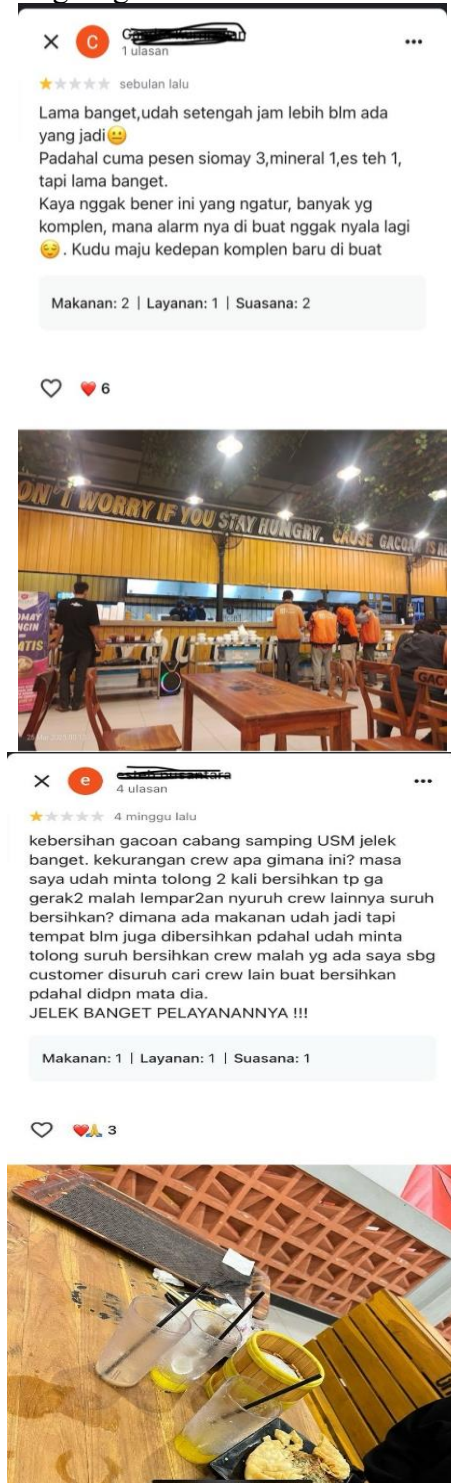 C
1 ulasan
sebulan lalu
Lama banget,udah setengah jam lebih blm ada
yang jadi😐
Padahal cuma pesen siomay 3,mineral 1,es teh 1,
tapi lama banget.
Kaya nggak bener ini yang ngatur, banyak yg
komplen, mana alarm nya di buat nggak nyala lagi
😌. Kudu maju kedepan komplen baru di buat
Makanan: 2 | Layanan: 1 | Suasana: 2
❤️ 6
DON'T WORRY IF YOU STAY HUNGRY. CAUSE GACOAN IS
GRATIS
GAC
e
4 ulasan
4 minggu lalu
kebersihan gacoan cabang samping USM jelek
banget. kekurangan crew apa gimana ini? masa
saya udah minta tolong 2 kali bersihkan tp ga
gerak2 malah lempar2an nyuruh crew lainnya suruh
bersihkan? dimana ada makanan udah jadi tapi
tempat blm juga dibersihkan pdahal udah minta
tolong suruh bersihkan crew malah yg ada saya sbg
customer disuruh cari crew lain buat bersihkan
pdahal didpn mata dia.
JELEK BANGET PELAYANANNYA !!!
Makanan: 1 | Layanan: 1 | Suasana: 1
❤️🙏 3